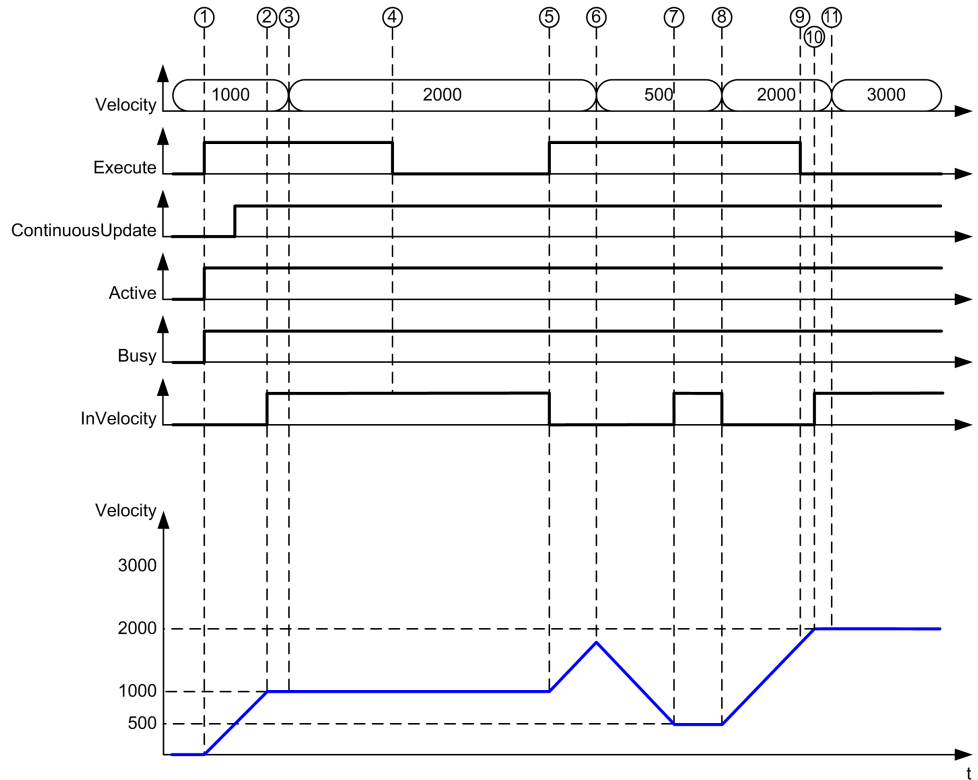 ① ② ③ ④ ⑤ ⑥ ⑦ ⑧ ⑨ ⑪
⑩
Velocity 1000 2000 500 2000 3000
Execute
ContinuousUpdate
Active
Busy
InVelocity
Velocity
3000
2000
1000
500
t